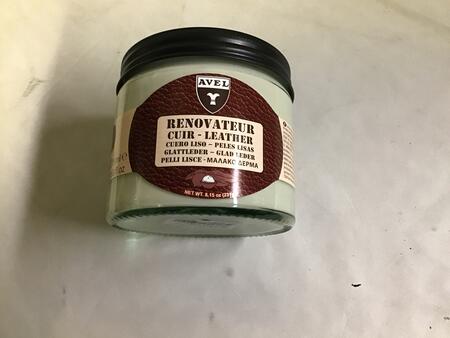 AVEL
RENOVATEUR
CUIR - LEATHER
CUERO LISO - PELES LISAS
GLATTLEDER - GLAD LEDER
PELLI LISCE - ΜΑΛΑΚΟ ΔΕΡΜΑ
NET WT. 8.15 oz